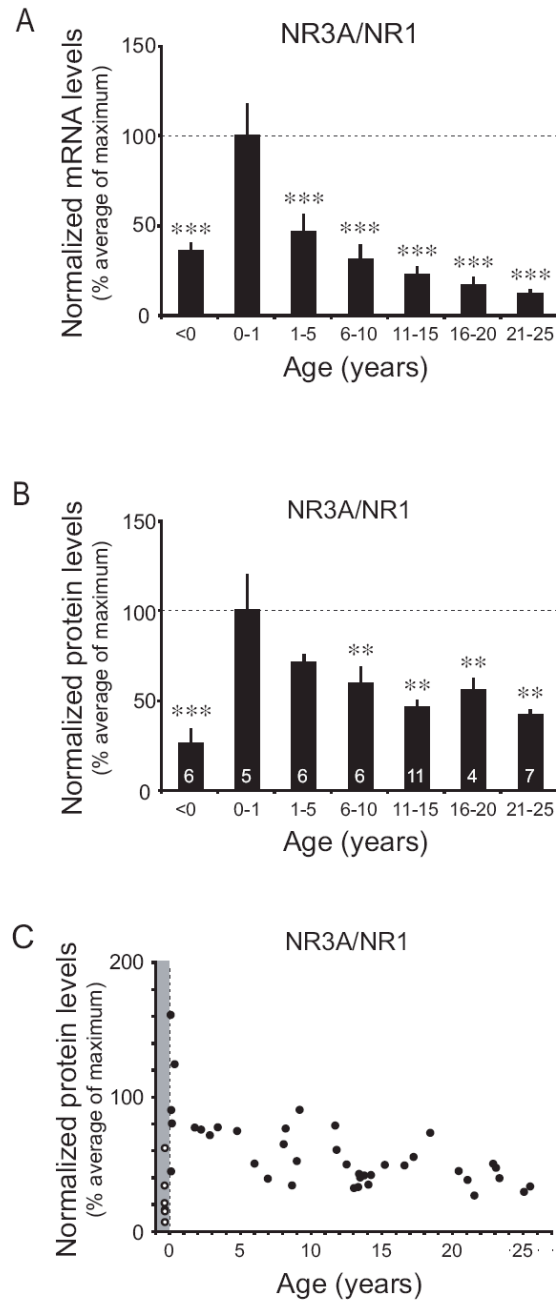 A
NR3A/NR1
Normalized mRNA levels
(% average of maximum)
150
100
50
0
***
***
***
***
***
***
<0 0-1 1-5 6-10 11-15 16-20 21-25
Age (years)
B
NR3A/NR1
Normalized protein levels
(% average of maximum)
150
100
50
0
***
**
**
**
**
6 5 6 6 11 4 7
<0 0-1 1-5 6-10 11-15 16-20 21-25
Age (years)
C
NR3A/NR1
Normalized protein levels
(% average of maximum)
200
100
0
0 5 10 15 20 25
Age (years)